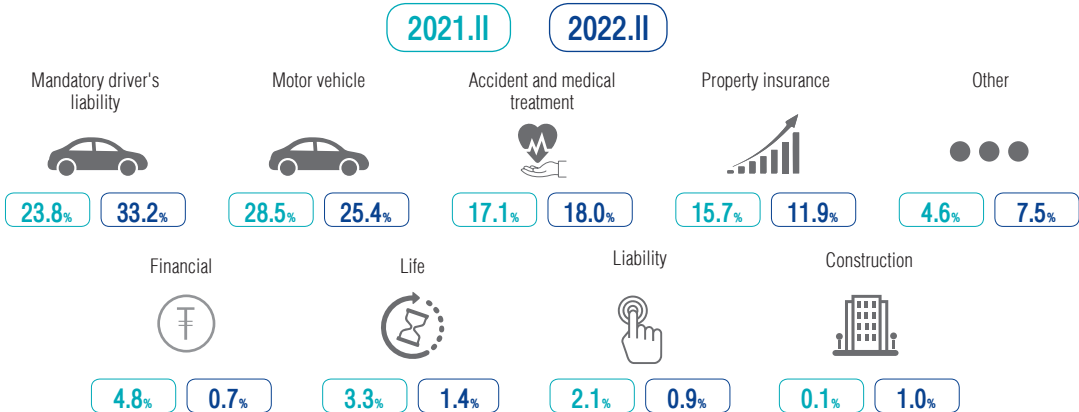 2021.II 2022.II
Mandatory driver's
liability
Motor vehicle
Accident and medical
treatment
Property insurance
Other
23.8% 33.2%
28.5% 25.4%
17.1% 18.0%
15.7% 11.9%
4.6% 7.5%
Financial
Life
Liability
Construction
₮
4.8% 0.7%
3.3% 1.4%
2.1% 0.9%
0.1% 1.0%